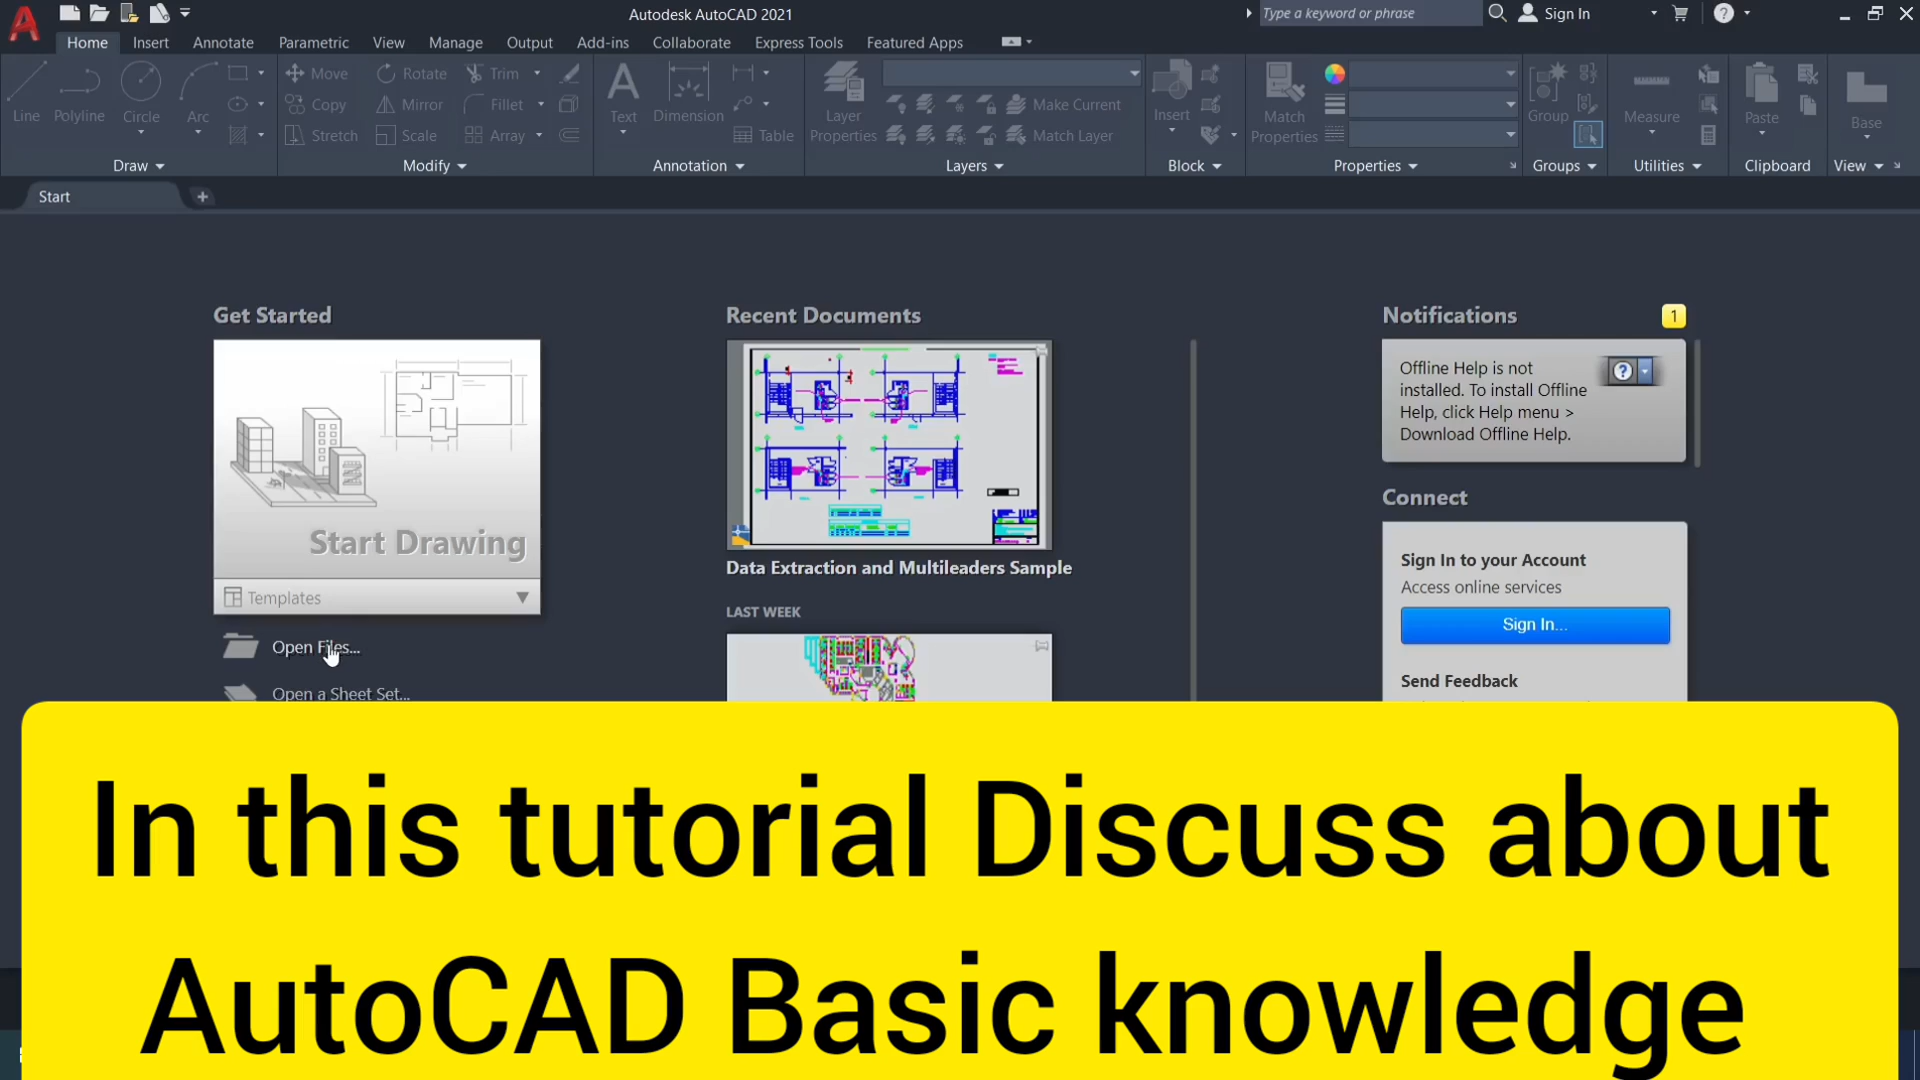 Autodesk AutoCAD 2021
Type a keyword or phrase
Sign In
Home Insert Annotate Parametric View Manage Output Add-ins Collaborate Express Tools Featured Apps
Line Polyline Circle Arc
Move Rotate Trim
Copy Mirror Fillet
Stretch Scale Array
Text Dimension Table
Layer Properties
Make Current
Match Layer
Insert
Match Properties
Group
Measure
Paste
Base
Draw Modify Annotation Layers Block Properties Groups Utilities Clipboard View
Start
Get Started
Start Drawing
Templates
Open Files...
Open a Sheet Set...
Recent Documents
Data Extraction and Multileaders Sample
LAST WEEK
Notifications 1
Offline Help is not
installed. To install Offline
Help, click Help menu >
Download Offline Help.
Connect
Sign In to your Account
Access online services
Sign In...
Send Feedback
In this tutorial Discuss about
AutoCAD Basic knowledge